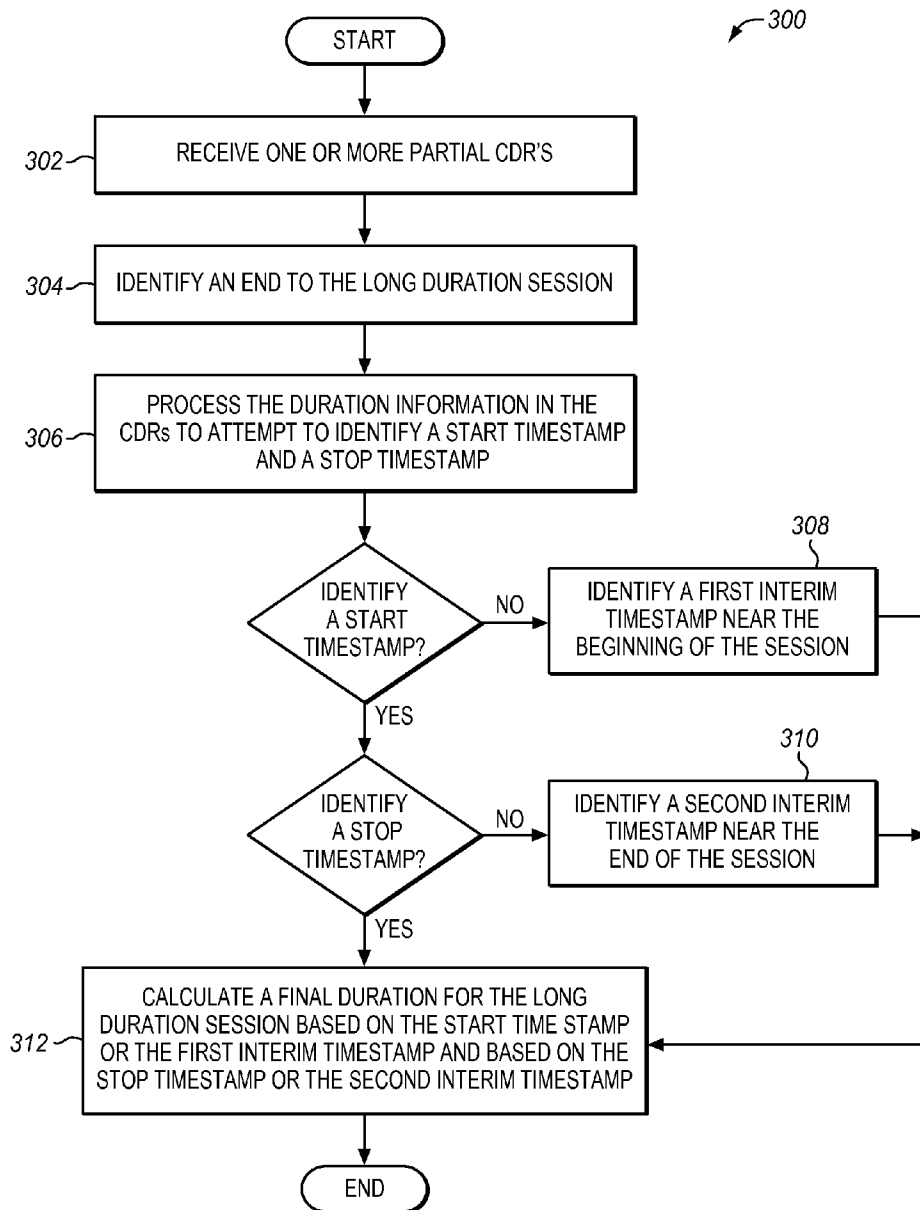 START
300
302
RECEIVE ONE OR MORE PARTIAL CDR'S
304
IDENTIFY AN END TO THE LONG DURATION SESSION
306
PROCESS THE DURATION INFORMATION IN THE
CDRs TO ATTEMPT TO IDENTIFY A START TIMESTAMP
AND A STOP TIMESTAMP
IDENTIFY
A START
TIMESTAMP?
NO
308
IDENTIFY A FIRST INTERIM
TIMESTAMP NEAR THE
BEGINNING OF THE SESSION
YES
IDENTIFY
A STOP
TIMESTAMP?
NO
310
IDENTIFY A SECOND INTERIM
TIMESTAMP NEAR THE
END OF THE SESSION
YES
312
CALCULATE A FINAL DURATION FOR THE LONG
DURATION SESSION BASED ON THE START TIME STAMP
OR THE FIRST INTERIM TIMESTAMP AND BASED ON THE
STOP TIMESTAMP OR THE SECOND INTERIM TIMESTAMP
END